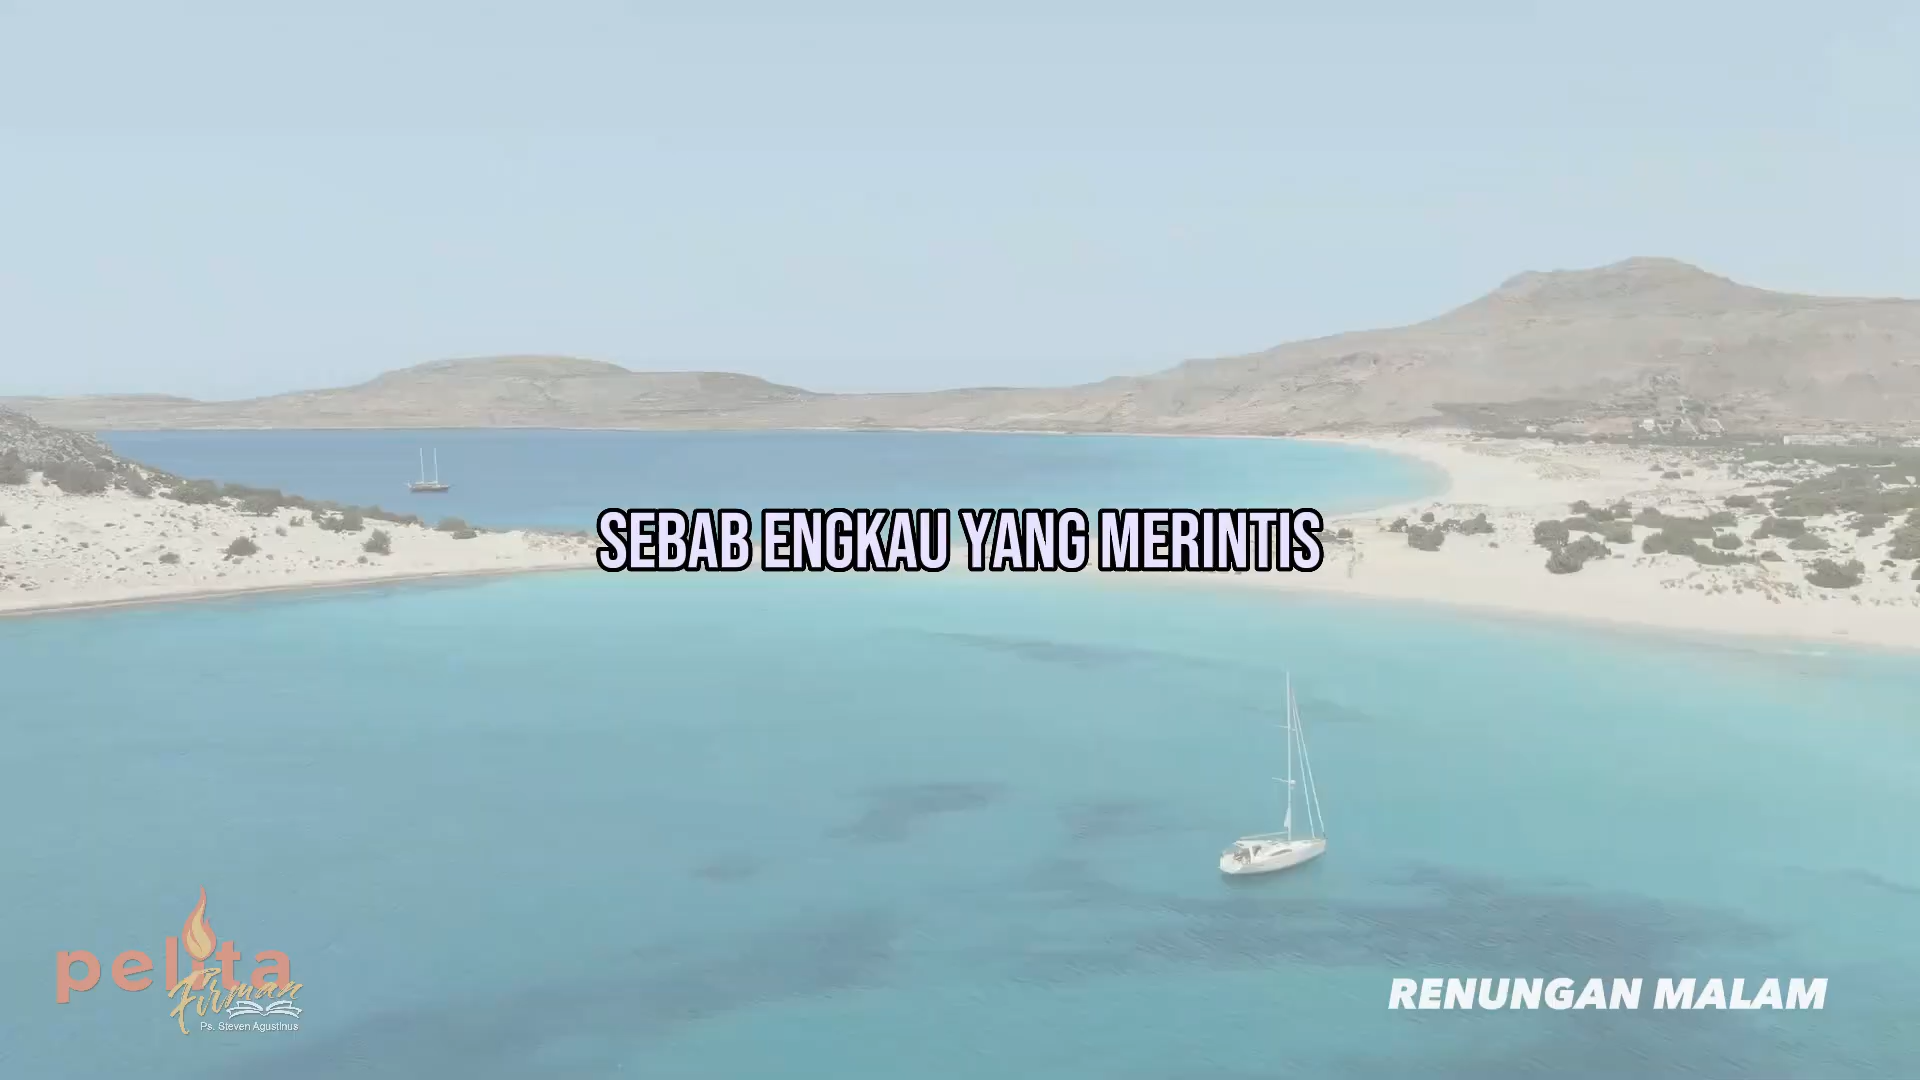 SEBAB ENGKAU YANG MERINTIS
pelita
Firman
Ps. Steven Agustinus
RENUNGAN MALAM